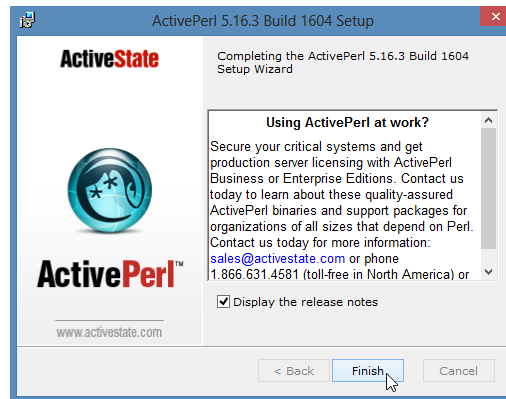 ActivePerl 5.16.3 Build 1604 Setup
ActiveState
Completing the ActivePerl 5.16.3 Build 1604
Setup Wizard
Using ActivePerl at work?
Secure your critical systems and get
production server licensing with ActivePerl
Business or Enterprise Editions. Contact us
today to learn about these quality-assured
ActivePerl binaries and support packages for
organizations of all sizes that depend on Perl.
Contact us today for more information:
sales@activestate.com or phone
1.866.631.4581 (toll-free in North America) or
ActivePerl™
Display the release notes
www.activestate.com
< Back
Finish
Cancel